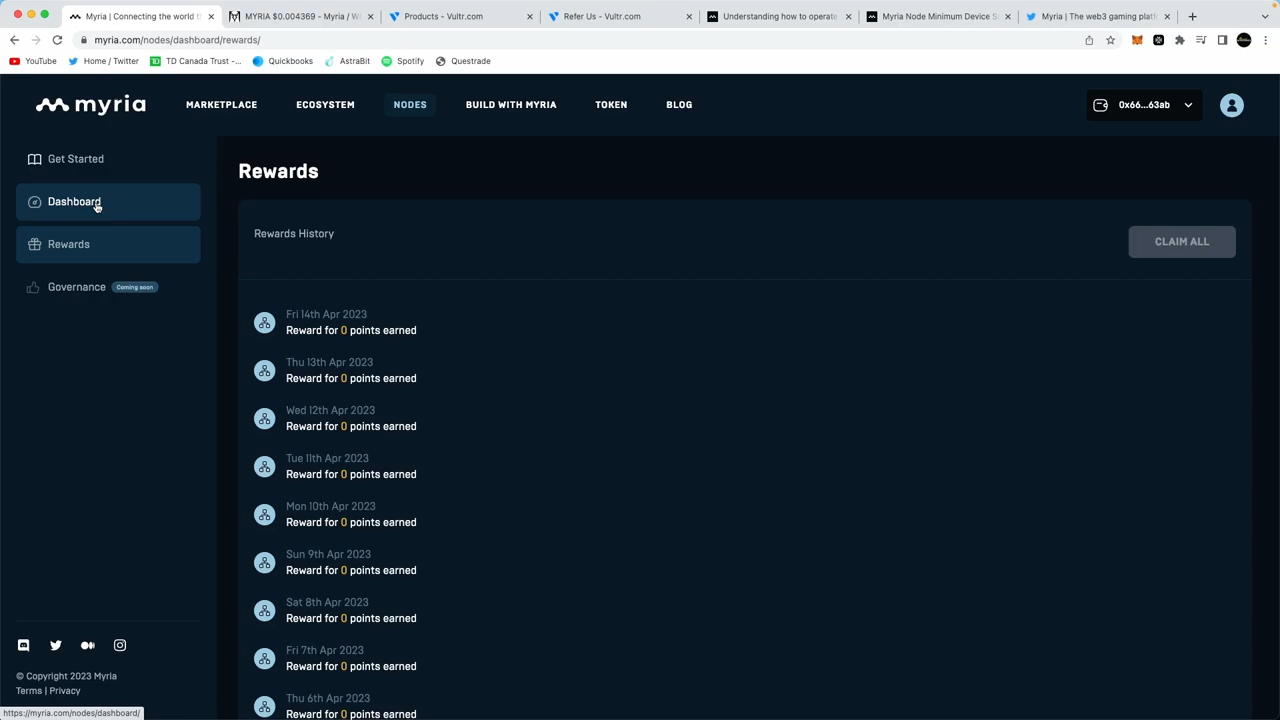 Myria | Connecting the world t
MYRIA $0.004369 - Myria / W
Products - Vultr.com
Refer Us - Vultr.com
Understanding how to operate
Myria Node Minimum Device S
Myria | The web3 gaming platf
myria.com/nodes/dashboard/rewards/
YouTube
Home / Twitter
TD Canada Trust -...
Quickbooks
AstraBit
Spotify
Questrade
myria
MARKETPLACE
ECOSYSTEM
NODES
BUILD WITH MYRIA
TOKEN
BLOG
0x66...63ab
Get Started
Dashboard
Rewards
Governance
Coming soon
Rewards
Rewards History
CLAIM ALL
Fri 14th Apr 2023
Reward for 0 points earned
Thu 13th Apr 2023
Reward for 0 points earned
Wed 12th Apr 2023
Reward for 0 points earned
Tue 11th Apr 2023
Reward for 0 points earned
Mon 10th Apr 2023
Reward for 0 points earned
Sun 9th Apr 2023
Reward for 0 points earned
Sat 8th Apr 2023
Reward for 0 points earned
Fri 7th Apr 2023
Reward for 0 points earned
Thu 6th Apr 2023
Reward for 0 points earned
© Copyright 2023 Myria
Terms | Privacy
https://myria.com/nodes/dashboard/